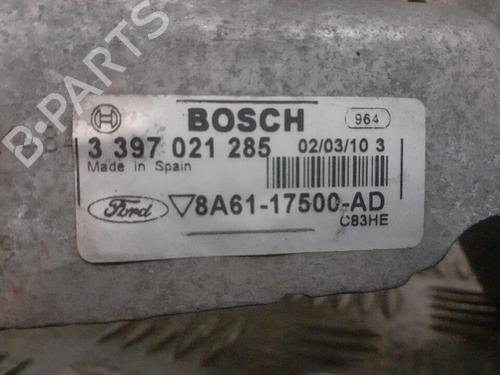 B-PARTS
BOSCH
964
3 397 021 285
02/03/10 3
Made in Spain
Ford
8A61-17500-AD
C83HE